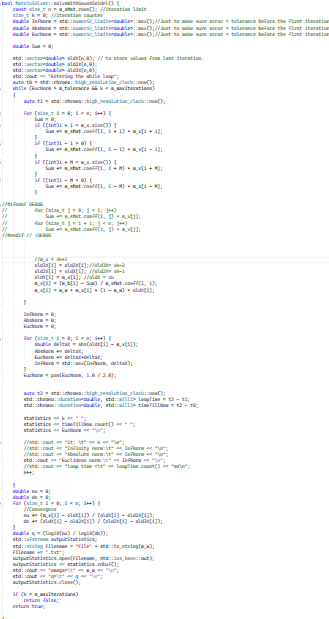 bool MatrixSolver::solveWithGaussSeidel() {
const size_t n = m_sMat.rows(); //iteration limit
size_t k = 0; //iteration counter
double InfNorm = std::numeric_limits<double>::max();//Just to make sure error > tolerance before the first iteration
double AbsNorm = std::numeric_limits<double>::max();//Just to make sure error > tolerance before the first iteration
double EucNorm = std::numeric_limits<double>::max();//Just to make sure error > tolerance before the first iteration
double Sum = 0;
std::vector<double> oldX(n, 0); // to store values from last iteration.
std::vector<double> old2X(n,0);
std::vector<double> old3X(n,0);
std::cout << "Entering the while loop";
auto t0 = std::chrono::high_resolution_clock::now();
while (EucNorm > m_tolerance && k < m_maxIterations)
{
auto t1 = std::chrono::high_resolution_clock::now();
for (size_t i = 0; i < n; i++) {
Sum = 0;
if ((int)i + 1 < m_x.size()) {
Sum += m_sMat.coeff(i, i + 1) * m_x[i + 1];
}
if ((int)i - 1 > 0) {
Sum += m_sMat.coeff(i, i - 1) * m_x[i - 1];
}
if ((int)i + M < m_x.size()) {
Sum += m_sMat.coeff(i, i + M) * m_x[i + M];
}
if ((int)i - M > 0) {
Sum += m_sMat.coeff(i, i - M) * m_x[i - M];
}
//#ifndef DEBUG
// for (size_t j = 0; j < i; j++)
// Sum += m_sMat.coeff(i, j) * m_x[j];
// for (size_t j = i + 1; j < n; j++)
// Sum += m_sMat.coeff(i, j) * m_x[j];
//#endif // !DEBUG
//m_x = xk+1
old3X[i] = old2X[i];//old3X= xk-2
old2X[i] = oldX[i]; //old2X= xk-1
oldX[i] = m_x[i]; //oldX = xk
m_x[i] = (m_b[i] - Sum) / m_sMat.coeff(i, i);
m_x[i] = m_w * m_x[i] + (1 - m_w) * oldX[i];
}
InfNorm = 0;
AbsNorm = 0;
EucNorm = 0;
for (size_t i = 0; i < n; i++) {
double deltaX = abs(oldX[i] - m_x[i]);
AbsNorm += deltaX;
EucNorm += deltaX*deltaX;
InfNorm = std::max(InfNorm, deltaX);
}
EucNorm = pow(EucNorm, 1.0 / 2.0);
auto t2 = std::chrono::high_resolution_clock::now();
std::chrono::duration<double, std::milli> loopTime = t2 - t1;
std::chrono::duration<double, std::milli> timeTillNow = t2 - t0;
statistics << k << " ";
statistics << timeTillNow.count() << " ";
statistics << EucNorm << "\n";
//std::cout << "it: \t" << k << "\n";
//std::cout << "Infinity norm:\t" << InfNorm << "\n";
//std::cout << "Absolute norm:\t" << InfNorm << "\n";
std::cout << "Euclidean norm:\t" << InfNorm << "\n";
//std::cout << "loop time =\t" << loopTime.count() << "ms\n";
k++;
}
double nu = 0;
double dn = 0;
for (size_t i = 0; i < n; i++) {
//Convergence
nu += (m_x[i] - oldX[i]) / (oldX[i] - old2X[i]);
dn += (oldX[i] - old2X[i]) / (old2X[i] - old3X[i]);
}
double q = (log10(nu) / log10(dn));
std::ofstream outputStatistics;
std::string Filename = "File" + std::to_string(m_w);
Filename += ".txt";
outputStatistics.open(Filename, std::ios_base::out);
outputStatistics << statistics.rdbuf();
std::cout << "omega=\t" << m_w << "\n";
std::cout << "q=\t" << q << "\n";
outputStatistics.close();
if (k = m_maxIterations)
return false;
return true;